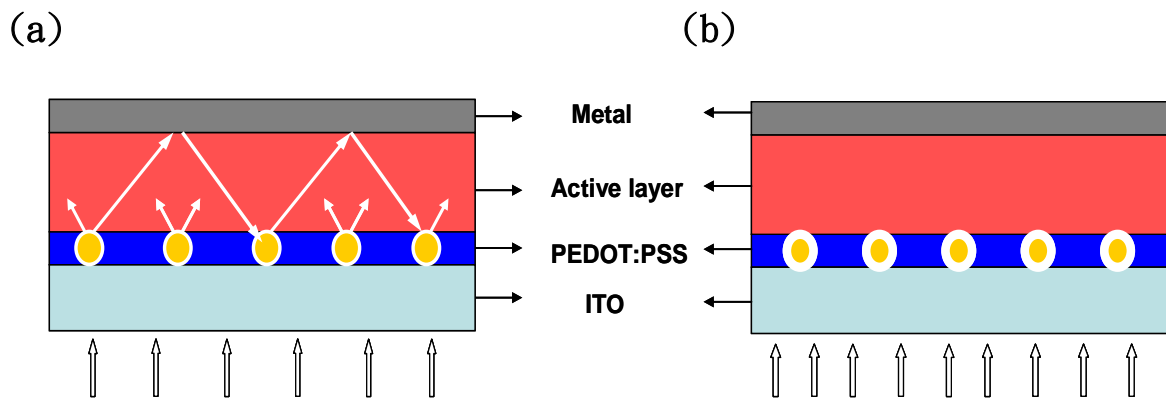 (a)
(b)
Metal
Active layer
PEDOT:PSS
ITO